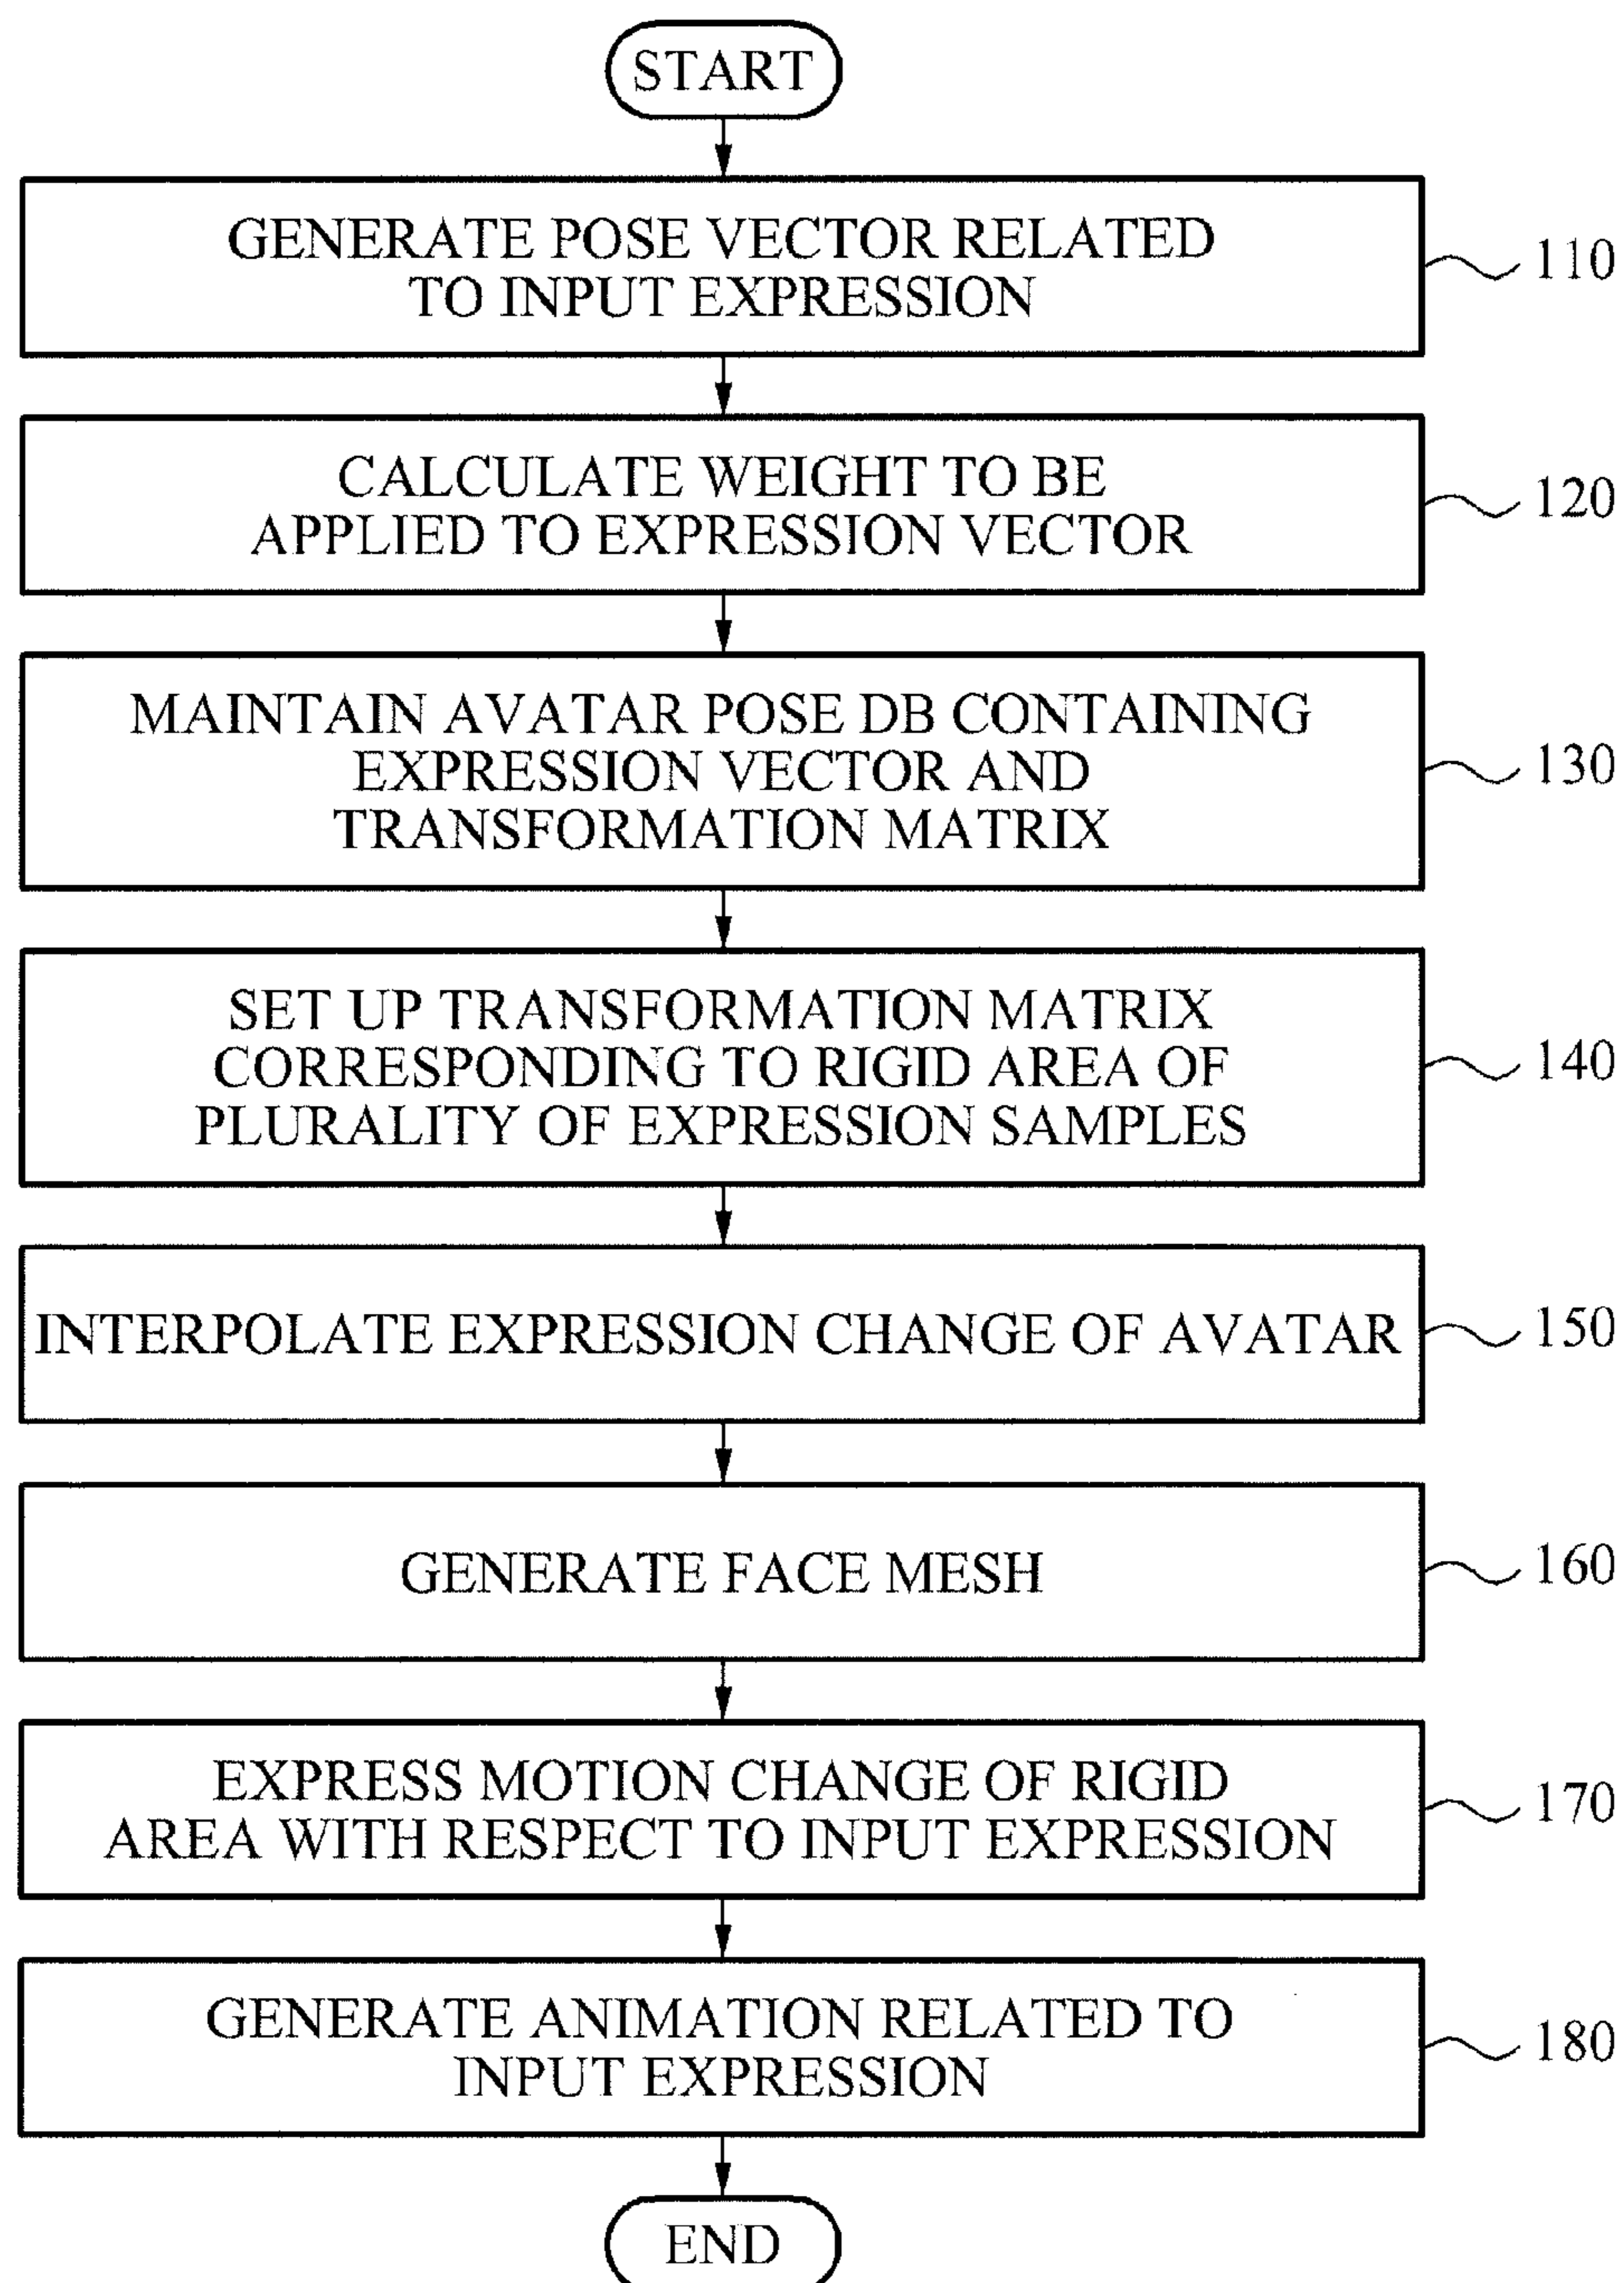 START
GENERATE POSE VECTOR RELATED
TO INPUT EXPRESSION
110
CALCULATE WEIGHT TO BE
APPLIED TO EXPRESSION VECTOR
120
MAINTAIN AVATAR POSE DB CONTAINING
EXPRESSION VECTOR AND
TRANSFORMATION MATRIX
130
SET UP TRANSFORMATION MATRIX
CORRESPONDING TO RIGID AREA OF
PLURALITY OF EXPRESSION SAMPLES
140
INTERPOLATE EXPRESSION CHANGE OF AVATAR
150
GENERATE FACE MESH
160
EXPRESS MOTION CHANGE OF RIGID
AREA WITH RESPECT TO INPUT EXPRESSION
170
GENERATE ANIMATION RELATED TO
INPUT EXPRESSION
180
END